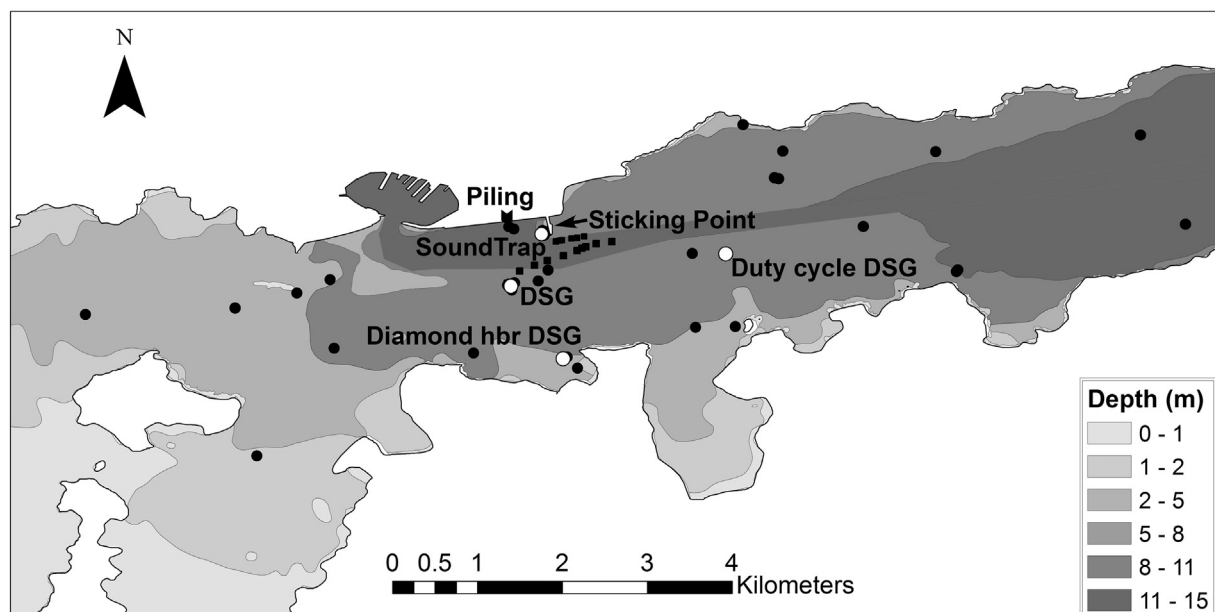 N
Piling
Sticking Point
SoundTrap
Duty cycle DSG
DSG
Diamond hbr DSG
Depth (m)
0 - 1
1 - 2
2 - 5
5 - 8
8 - 11
11 - 15
0 0.5 1 2 3 4
Kilometers